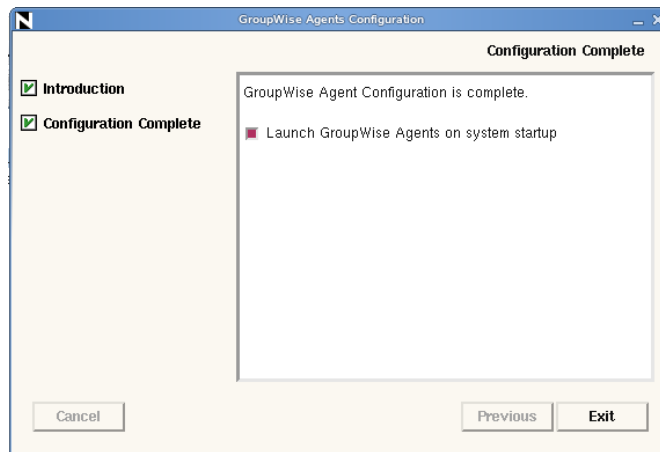 GroupWise Agents Configuration
Configuration Complete
Introduction
Configuration Complete
GroupWise Agent Configuration is complete.
Launch GroupWise Agents on system startup
Cancel
Previous
Exit